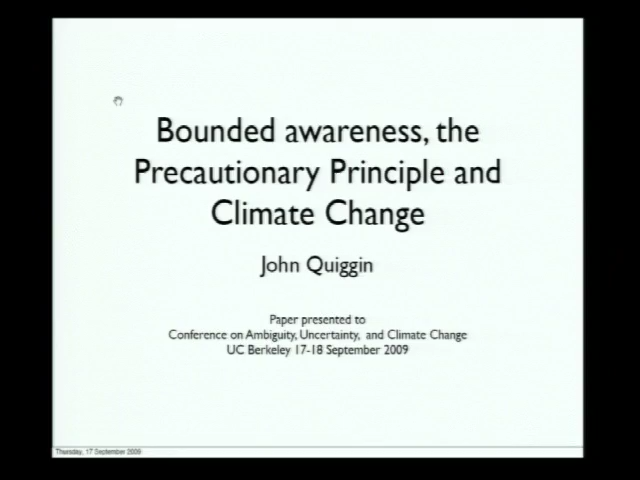 Bounded awareness, the
Precautionary Principle and
Climate Change
John Quiggin
Paper presented to
Conference on Ambiguity, Uncertainty, and Climate Change
UC Berkeley 17-18 September 2009
Thursday, 17 September 2009